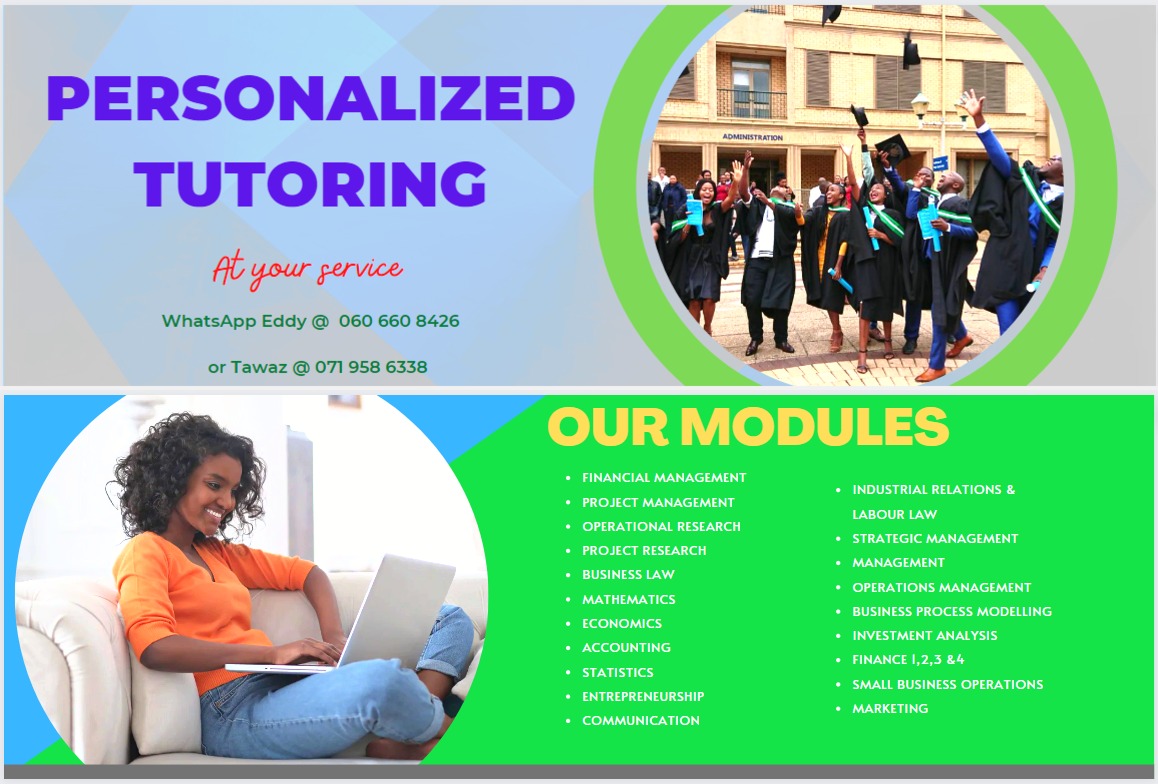 PERSONALIZED
TUTORING
At your service
WhatsApp Eddy @ 060 660 8426
or Tawaz @ 071 958 6338
ADMINISTRATION
OUR MODULES
• FINANCIAL MANAGEMENT
• PROJECT MANAGEMENT
• OPERATIONAL RESEARCH
• PROJECT RESEARCH
• BUSINESS LAW
• MATHEMATICS
• ECONOMICS
• ACCOUNTING
• STATISTICS
• ENTREPRENEURSHIP
• COMMUNICATION
• INDUSTRIAL RELATIONS &
LABOUR LAW
• STRATEGIC MANAGEMENT
• MANAGEMENT
• OPERATIONS MANAGEMENT
• BUSINESS PROCESS MODELLING
• INVESTMENT ANALYSIS
• FINANCE 1,2,3 &4
• SMALL BUSINESS OPERATIONS
• MARKETING